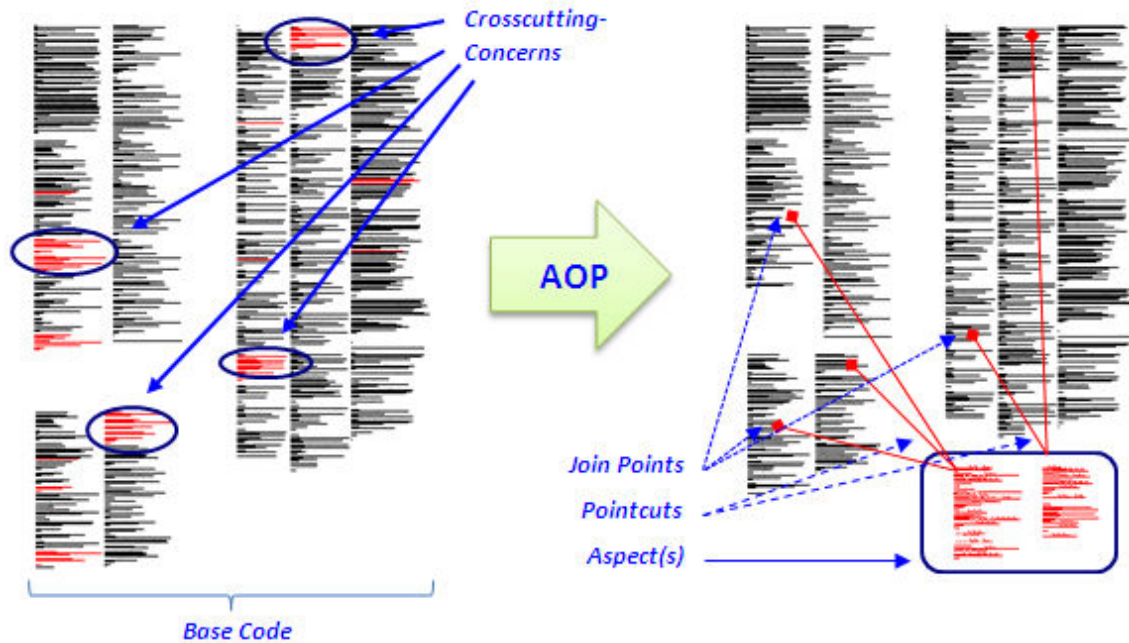 Crosscutting-
Concerns
AOP
Join Points
Pointcuts
Aspect(s)
Base Code